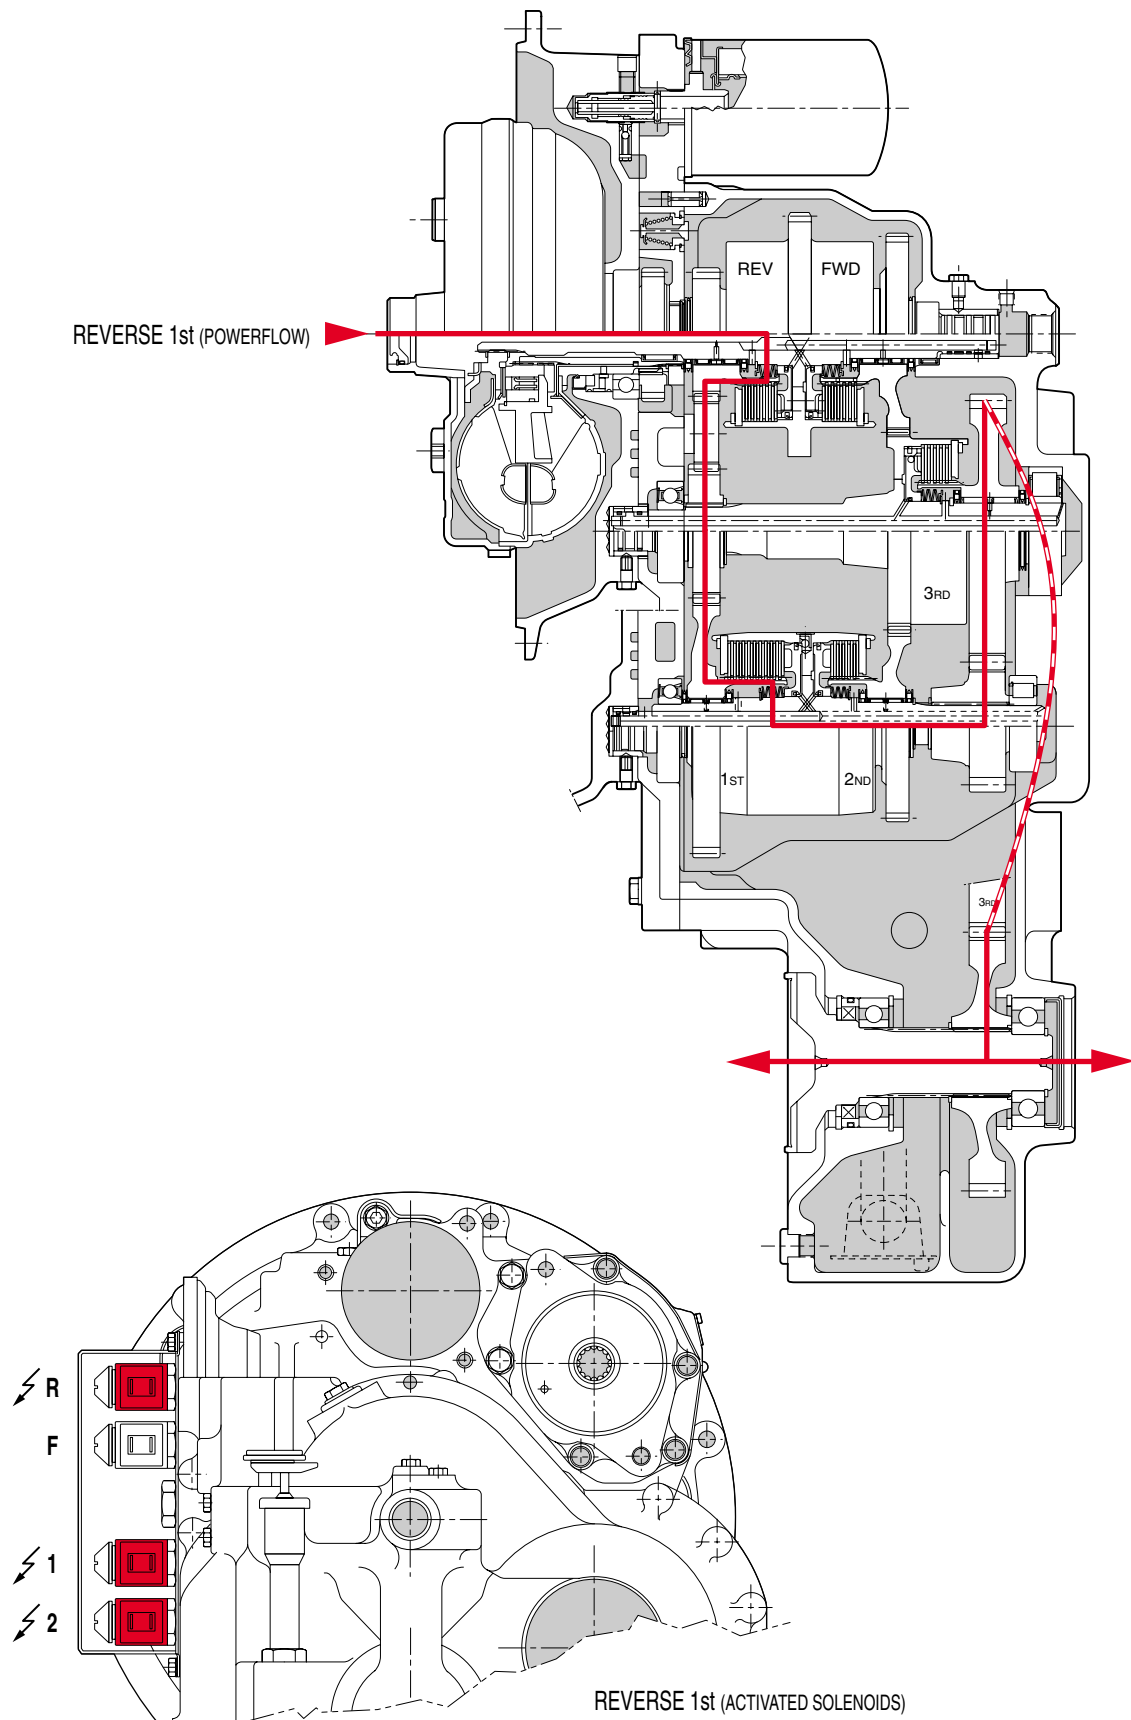 REV FWD
REVERSE 1st (POWERFLOW)
3RD
1ST 2ND
3RD
R
F
1
2
REVERSE 1st (ACTIVATED SOLENOIDS)